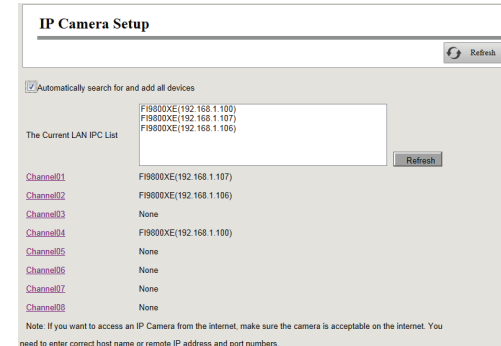 IP Camera Setup
Refresh
Automatically search for and add all devices
FI9800XE(192.168.1.100)
FI9800XE(192.168.1.107)
FI9800XE(192.168.1.106)
The Current LAN IPC List
Refresh
Channel01 FI9800XE(192.168.1.107)
Channel02 FI9800XE(192.168.1.106)
Channel03 None
Channel04 FI9800XE(192.168.1.100)
Channel05 None
Channel06 None
Channel07 None
Channel08 None
Note: If you want to access an IP Camera from the internet, make sure the camera is acceptable on the internet. You
need to enter correct host name or remote IP address and port numbers.